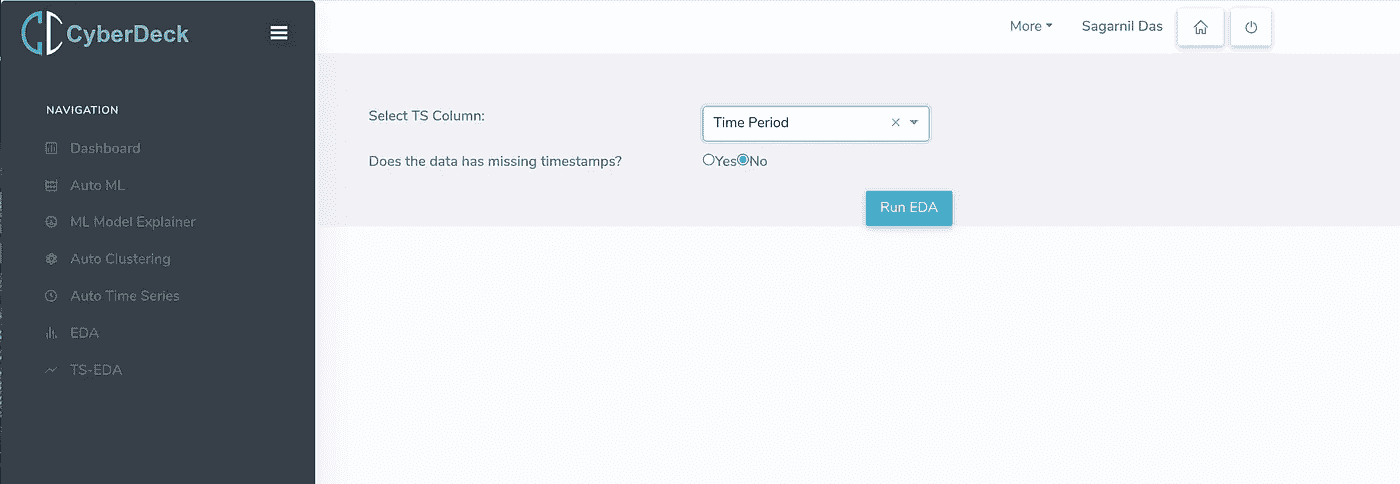 CyberDeck
More
Sagarnil Das
NAVIGATION
Dashboard
Auto ML
ML Model Explainer
Auto Clustering
Auto Time Series
EDA
TS-EDA
Select TS Column:
Time Period
Does the data has missing timestamps?
Yes No
Run EDA